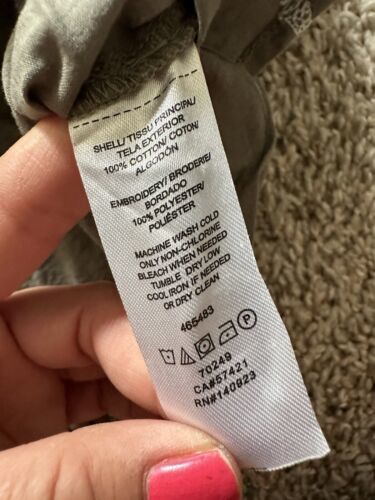 SHELL/TISSU PRINCIPAL/
TELA EXTERIOR
100% COTTON/COTON/
ALGODÓN
EMBROIDERY/BRODERIE/
BORDADO
100% POLYESTER/
POLIÉSTER
MACHINE WASH COLD
ONLY NON-CHLORINE
BLEACH WHEN NEEDED
TUMBLE DRY LOW
COOL IRON IF NEEDED
OR DRY CLEAN
465483
P
70249
CA#57421
RN#140923